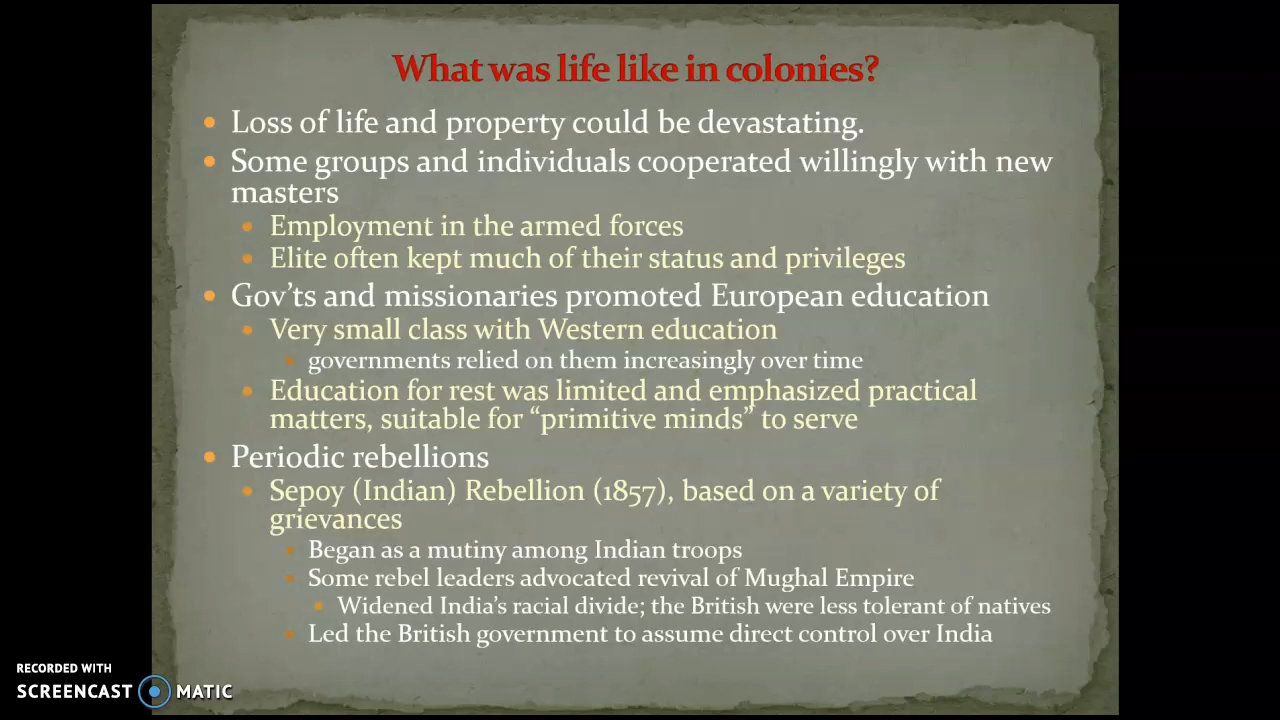 What was life like in colonies?
• Loss of life and property could be devastating.
• Some groups and individuals cooperated willingly with new
masters
• Employment in the armed forces
• Elite often kept much of their status and privileges
• Gov'ts and missionaries promoted European education
• Very small class with Western education
• governments relied on them increasingly over time
• Education for rest was limited and emphasized practical
matters, suitable for “primitive minds” to serve
• Periodic rebellions
• Sepoy (Indian) Rebellion (1857), based on a variety of
grievances
• Began as a mutiny among Indian troops
• Some rebel leaders advocated revival of Mughal Empire
• Widened India's racial divide; the British were less tolerant of natives
• Led the British government to assume direct control over India
RECORDED WITH
SCREENCAST MATIC